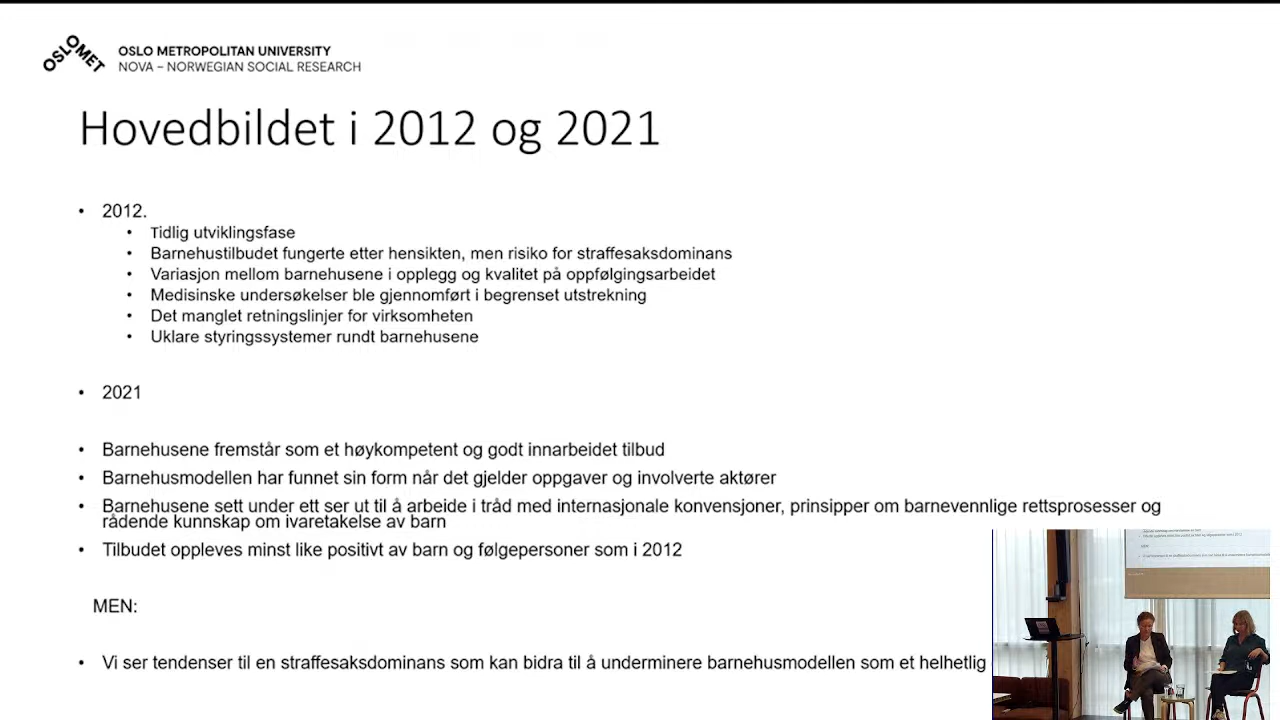 OSLOMET
OSLO METROPOLITAN UNIVERSITY
NOVA – NORWEGIAN SOCIAL RESEARCH
Hovedbildet i 2012 og 2021
• 2012.
• Tidlig utviklingsfase
• Barnehustilbudet fungerte etter hensikten, men risiko for straffesaksdominans
• Variasjon mellom barnehusene i opplegg og kvalitet på oppfølgingsarbeidet
• Medisinske undersøkelser ble gjennomført i begrenset utstrekning
• Det manglet retningslinjer for virksomheten
• Uklare styringssystemer rundt barnehusene
• 2021
• Barnehusene fremstår som et høykompetent og godt innarbeidet tilbud
• Barnehusmodellen har funnet sin form når det gjelder oppgaver og involverte aktører
• Barnehusene sett under ett ser ut til å arbeide i tråd med internasjonale konvensjoner, prinsipper om barnevennlige rettsprosesser og
rådende kunnskap om ivaretakelse av barn
• Tilbudet oppleves minst like positivt av barn og følgepersoner som i 2012
MEN:
• Vi ser tendenser til en straffesaksdominans som kan bidra til å underminere barnehusmodellen som et helhetlig